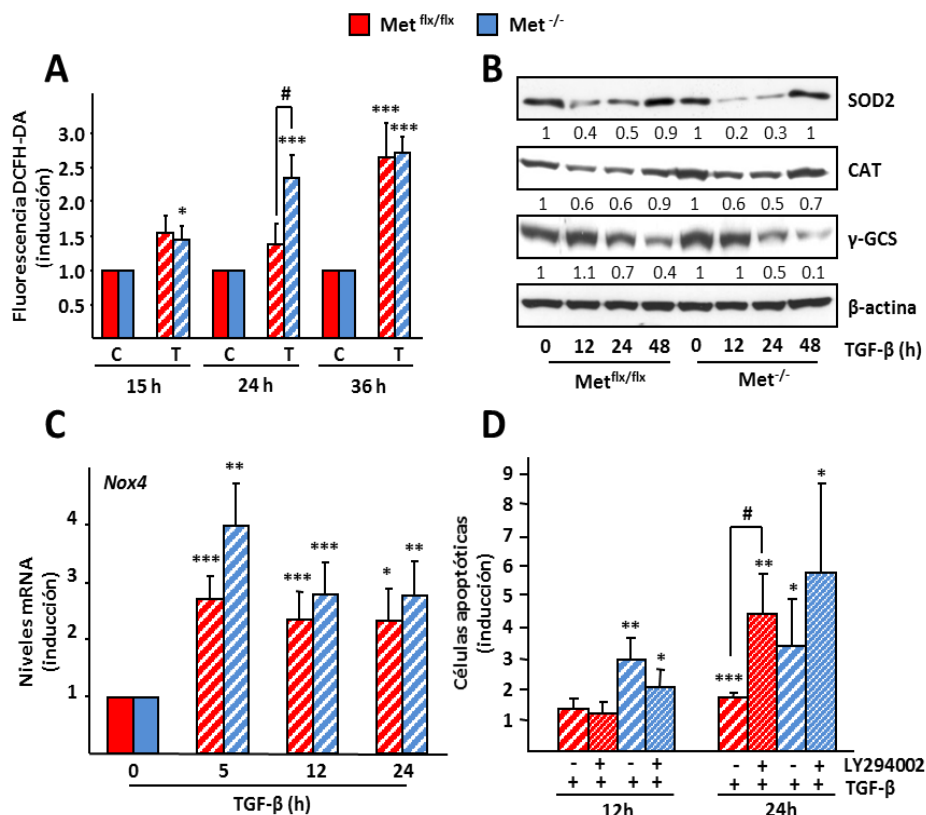 Met flx/flx Met -/-
A
Fluorescencia DCFH-DA
(inducción)
3.0
2.5
2.0
1.5
1.0
0.5
* # *** *** ***
C T C T C T
15 h 24 h 36 h
B
SOD2
1 0.4 0.5 0.9 1 0.2 0.3 1
CAT
1 0.6 0.6 0.9 1 0.6 0.5 0.7
γ-GCS
1 1.1 0.7 0.4 1 1 0.5 0.1
β-actina
0 12 24 48 0 12 24 48 TGF-β (h)
Met flx/flx Met -/-
C
Nox4
Niveles mRNA
(inducción)
4
3
2
1
*** ** *** *** * **
0 5 12 24
TGF-β (h)
D
Células apoptóticas
(inducción)
9
8
7
6
5
4
3
2
1
** * *** # ** * *
- + - + - + - + LY294002
+ + + + + + + + TGF-β
12h 24h